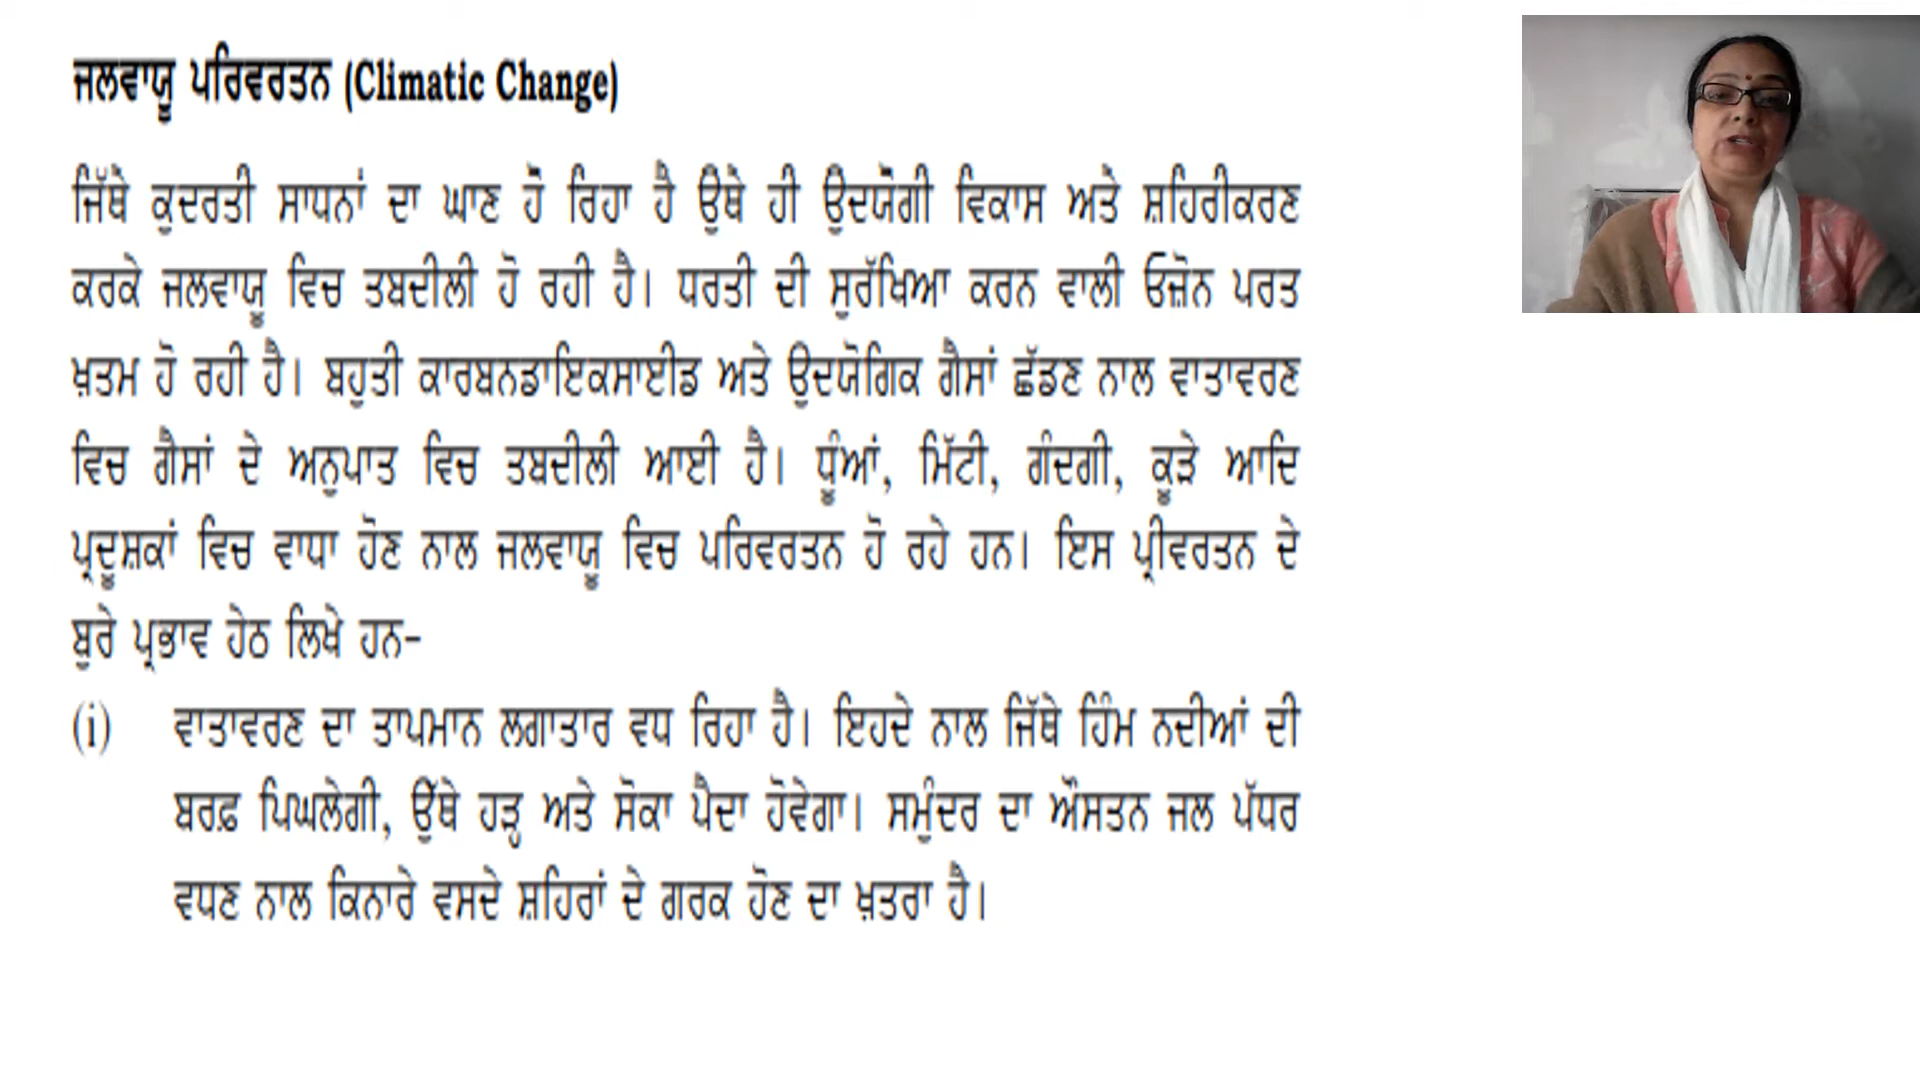 ਜਲਵਾਯੂ ਪਰਿਵਰਤਨ (Climatic Change)
ਜਿੱਥੇ ਕੁਦਰਤੀ ਸਾਧਨਾਂ ਦਾ ਘਾਣ ਹੋ ਰਿਹਾ ਹੈ ਉਥੇ ਹੀ ਉਦਯੋਗੀ ਵਿਕਾਸ ਅਤੇ ਸ਼ਹਿਰੀਕਰਣ
ਕਰਕੇ ਜਲਵਾਯੂ ਵਿਚ ਤਬਦੀਲੀ ਹੋ ਰਹੀ ਹੈ। ਧਰਤੀ ਦੀ ਸੁਰੱਖਿਆ ਕਰਨ ਵਾਲੀ ਓਜ਼ੋਨ ਪਰਤ
ਖ਼ਤਮ ਹੋ ਰਹੀ ਹੈ। ਬਹੁਤੀ ਕਾਰਬਨਡਾਇਕਸਾਈਡ ਅਤੇ ਉਦਯੋਗਿਕ ਗੈਸਾਂ ਛੱਡਣ ਨਾਲ ਵਾਤਾਵਰਣ
ਵਿਚ ਗੈਸਾਂ ਦੇ ਅਨੁਪਾਤ ਵਿਚ ਤਬਦੀਲੀ ਆਈ ਹੈ। ਧੂੰਆਂ, ਮਿੱਟੀ, ਗੰਦਗੀ, ਕੂੜੇ ਆਦਿ
ਪ੍ਰਦੂਸ਼ਕਾਂ ਵਿਚ ਵਾਧਾ ਹੋਣ ਨਾਲ ਜਲਵਾਯੂ ਵਿਚ ਪਰਿਵਰਤਨ ਹੋ ਰਹੇ ਹਨ। ਇਸ ਪ੍ਰੀਵਰਤਨ ਦੇ
ਬੁਰੇ ਪ੍ਰਭਾਵ ਹੇਠ ਲਿਖੇ ਹਨ-
(i) ਵਾਤਾਵਰਣ ਦਾ ਤਾਪਮਾਨ ਲਗਾਤਾਰ ਵਧ ਰਿਹਾ ਹੈ। ਇਹਦੇ ਨਾਲ ਜਿੱਥੇ ਹਿੰਮ ਨਦੀਆਂ ਦੀ
ਬਰਫ਼ ਪਿਘਲੇਗੀ, ਉੱਥੇ ਹੜ੍ਹ ਅਤੇ ਸੋਕਾ ਪੈਦਾ ਹੋਵੇਗਾ। ਸਮੁੰਦਰ ਦਾ ਔਸਤਨ ਜਲ ਪੱਧਰ
ਵਧਣ ਨਾਲ ਕਿਨਾਰੇ ਵਸਦੇ ਸ਼ਹਿਰਾਂ ਦੇ ਗਰਕ ਹੋਣ ਦਾ ਖ਼ਤਰਾ ਹੈ।